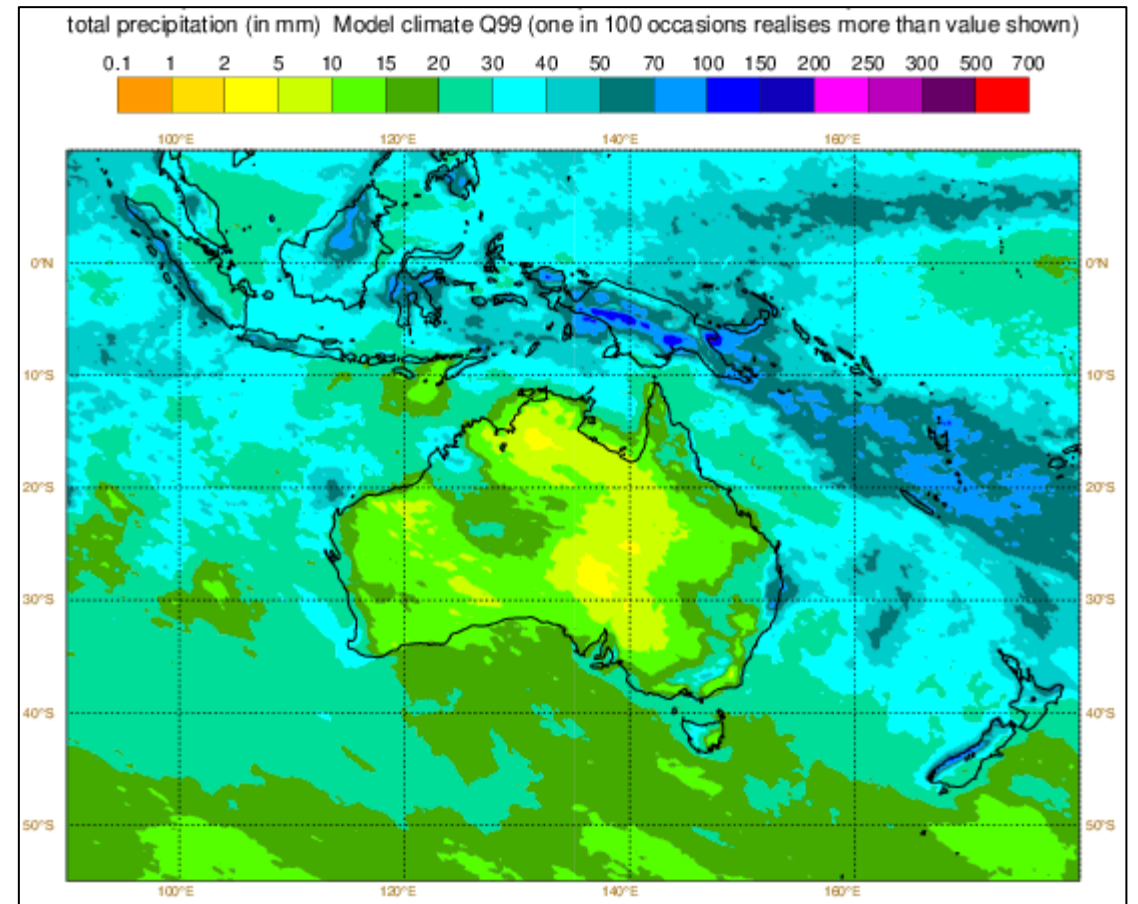 total precipitation (in mm) Model climate Q99 (one in 100 occasions realises more than value shown)
0.1 1 2 5 10 15 20 30 40 50 70 100 150 200 250 300 500 700
100°E 120°E 140°E 160°E
0°N 0°N
10°S 10°S
20°S 20°S
30°S 30°S
40°S 40°S
50°S 50°S
100°E 120°E 140°E 160°E